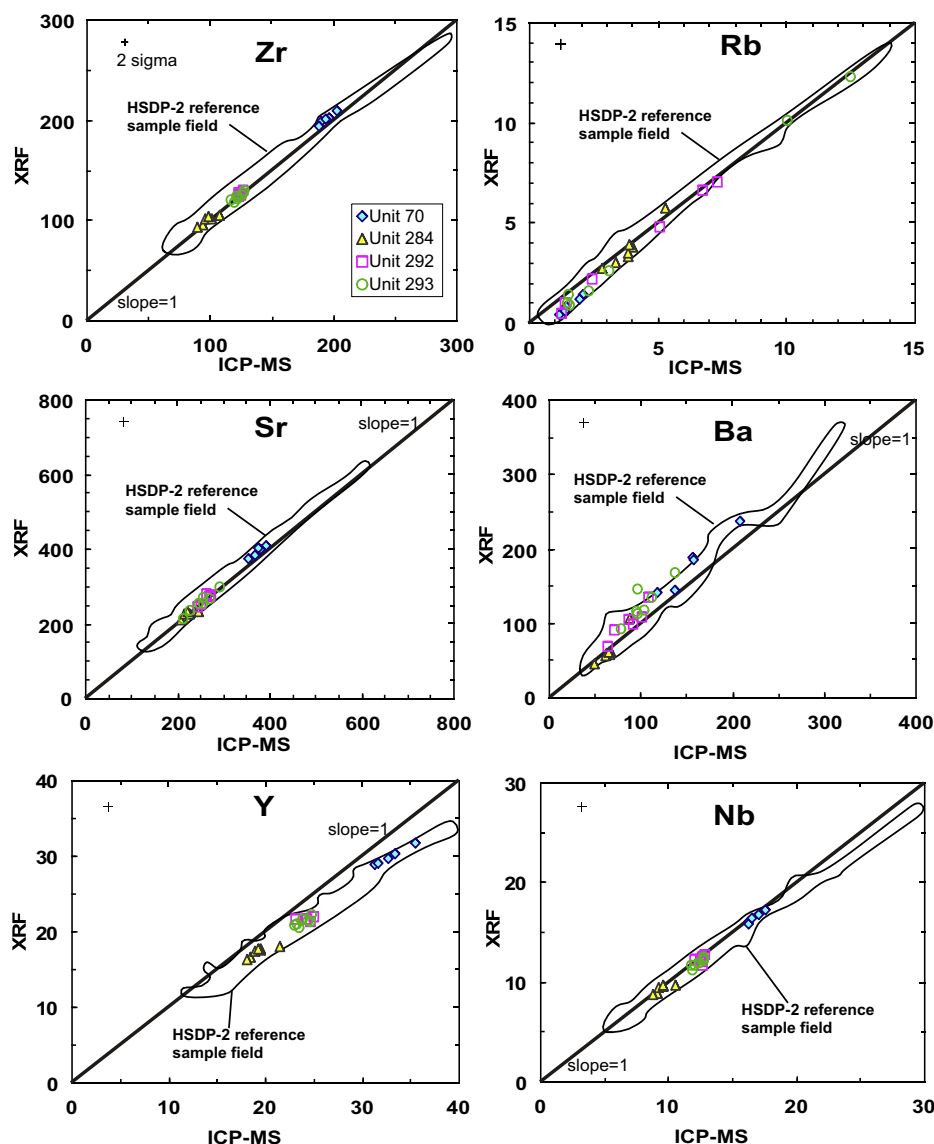 300
Zr
2 sigma
HSDP-2 reference
sample field
200
XRF
100
Unit 70
Unit 284
Unit 292
Unit 293
slope=1
0
0 100 200 300
ICP-MS
15
Rb
HSDP-2 reference
sample field
10
XRF
5
0
0 5 10 15
ICP-MS
800
Sr
slope=1
600
HSDP-2 reference
sample field
XRF
400
200
0
0 200 400 600 800
ICP-MS
400
Ba
slope=1
300
HSDP-2 reference
sample field
XRF
200
100
0
0 100 200 300 400
ICP-MS
40
Y
slope=1
30
XRF
20
10
HSDP-2 reference
sample field
0
0 10 20 30 40
ICP-MS
30
Nb
20
XRF
10
HSDP-2 reference
sample field
slope=1
0
0 10 20 30
ICP-MS